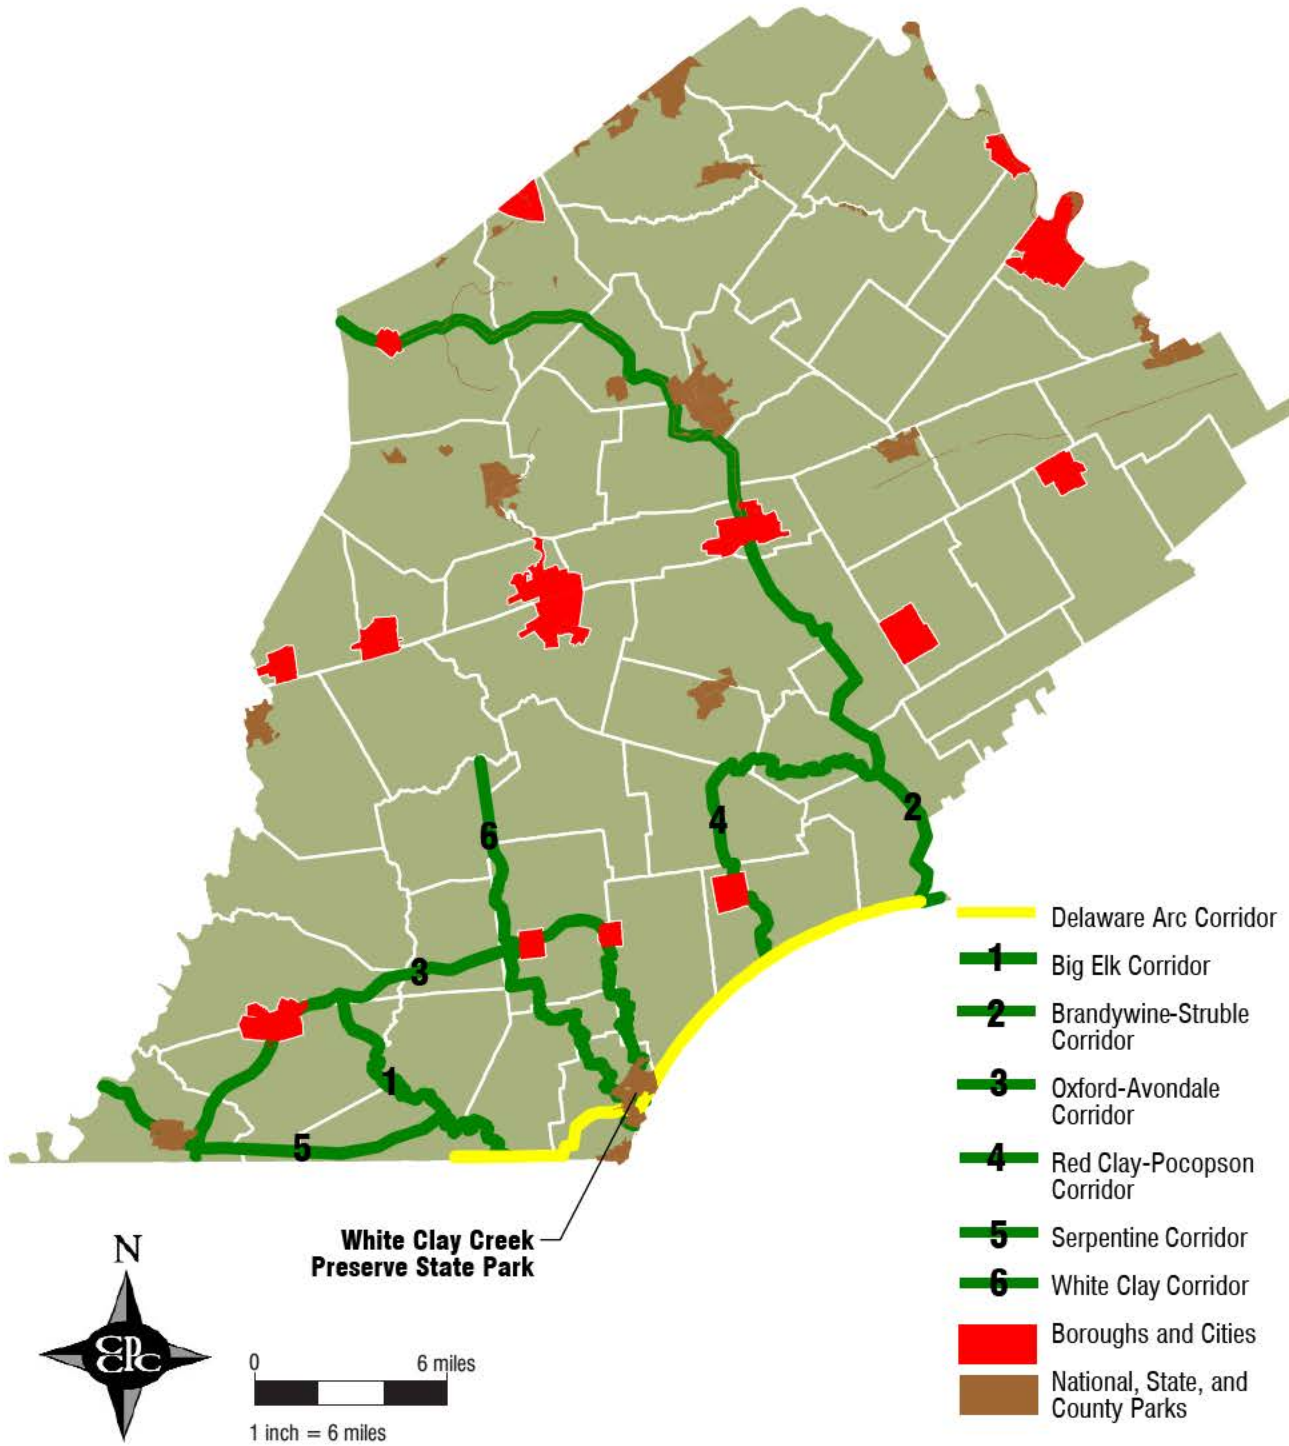 6
4
2
3
1
5
Delaware Arc Corridor
1
Big Elk Corridor
2
Brandywine-Struble
Corridor
3
Oxford-Avondale
Corridor
4
Red Clay-Pocopson
Corridor
5
Serpentine Corridor
6
White Clay Corridor
Boroughs and Cities
National, State, and
County Parks
White Clay Creek
Preserve State Park
N
CCPC
0 6 miles
1 inch = 6 miles